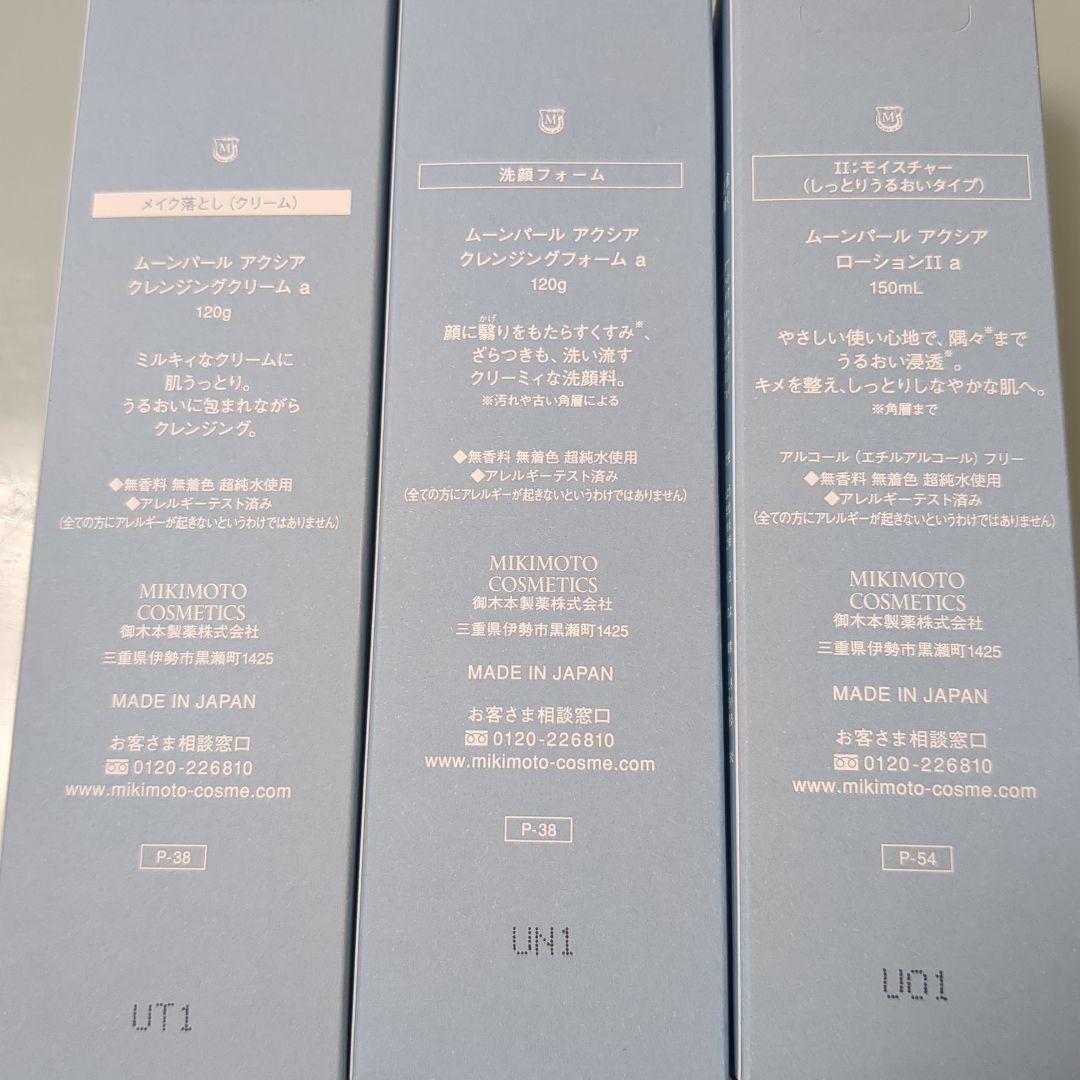 M
メイク落とし（クリーム）
ムーンパール アクシア
クレンジングクリーム a
120g
ミルキィなクリームに
肌うっとり。
うるおいに包まれながら
クレンジング。
◆無香料 無着色 超純水使用
◆アレルギーテスト済み
（全ての方にアレルギーが起きないというわけではありません）
MIKIMOTO
COSMETICS
御木本製薬株式会社
三重県伊勢市黒瀬町1425
MADE IN JAPAN
お客さま相談窓口
0120-226810
www.mikimoto-cosme.com
P-38
UT1
M
洗顔フォーム
ムーンパール アクシア
クレンジングフォーム a
120g
かげ
顔に翳りをもたらすくすみ※、
ざらつきも、洗い流す
クリーミィな洗顔料。
※汚れや古い角層による
◆無香料 無着色 超純水使用
◆アレルギーテスト済み
（全ての方にアレルギーが起きないというわけではありません）
MIKIMOTO
COSMETICS
御木本製薬株式会社
三重県伊勢市黒瀬町1425
MADE IN JAPAN
お客さま相談窓口
0120-226810
www.mikimoto-cosme.com
P-38
UN1
M
II：モイスチャー
（しっとりうるおいタイプ）
ムーンパール アクシア
ローションII a
150mL
やさしい使い心地で、隅々※まで
うるおい浸透※。
キメを整え、しっとりしなやかな肌へ。
※角層まで
アルコール（エチルアルコール）フリー
◆無香料 無着色 超純水使用
◆アレルギーテスト済み
（全ての方にアレルギーが起きないというわけではありません）
MIKIMOTO
COSMETICS
御木本製薬株式会社
三重県伊勢市黒瀬町1425
MADE IN JAPAN
お客さま相談窓口
0120-226810
www.mikimoto-cosme.com
P-54
UO1